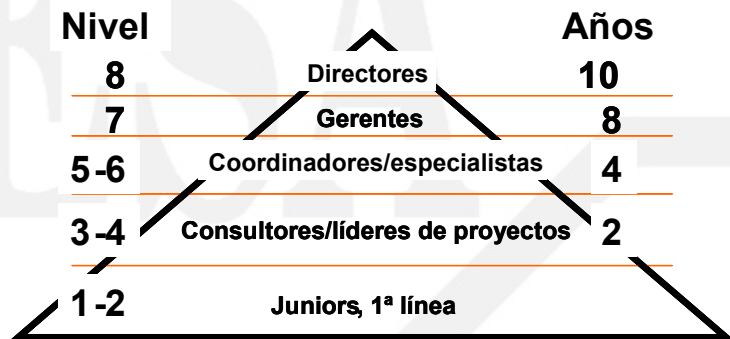 Nivel Años
8 Directores 10
7 Gerentes 8
5-6 Coordinadores/especialistas 4
3-4 Consultores/líderes de proyectos 2
1-2 Juniors, 1ª línea